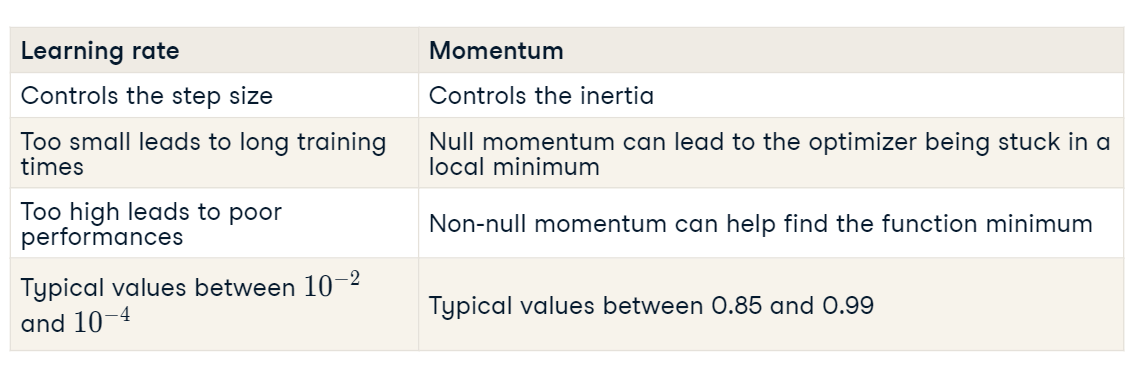 Learning rate
Momentum
Controls the step size
Controls the inertia
Too small leads to long training
times
Null momentum can lead to the optimizer being stuck in a
local minimum
Too high leads to poor
performances
Non-null momentum can help find the function minimum
Typical values between 10⁻²
and 10⁻⁴
Typical values between 0.85 and 0.99